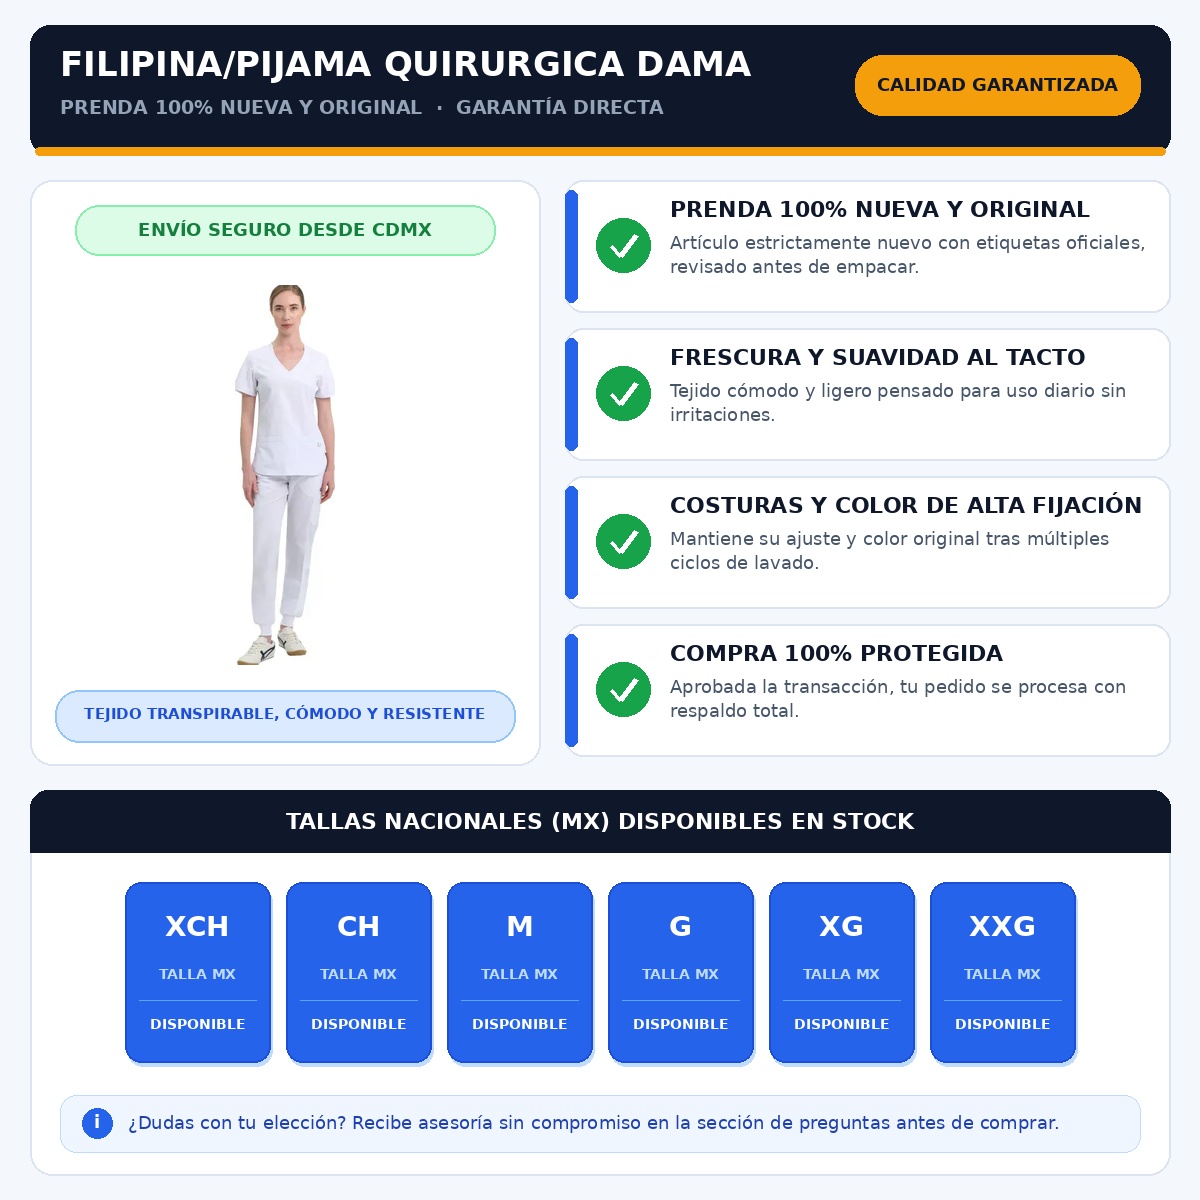 FILIPINA/PIJAMA QUIRURGICA DAMA
PRENDA 100% NUEVA Y ORIGINAL · GARANTÍA DIRECTA
CALIDAD GARANTIZADA
ENVÍO SEGURO DESDE CDMX
TEJIDO TRANSPIRABLE, CÓMODO Y RESISTENTE
PRENDA 100% NUEVA Y ORIGINAL
Artículo estrictamente nuevo con etiquetas oficiales,
revisado antes de empacar.
FRESCURA Y SUAVIDAD AL TACTO
Tejido cómodo y ligero pensado para uso diario sin
irritaciones.
COSTURAS Y COLOR DE ALTA FIJACIÓN
Mantiene su ajuste y color original tras múltiples
ciclos de lavado.
COMPRA 100% PROTEGIDA
Aprobada la transacción, tu pedido se procesa con
respaldo total.
TALLAS NACIONALES (MX) DISPONIBLES EN STOCK
XCH
TALLA MX
DISPONIBLE
CH
TALLA MX
DISPONIBLE
M
TALLA MX
DISPONIBLE
G
TALLA MX
DISPONIBLE
XG
TALLA MX
DISPONIBLE
XXG
TALLA MX
DISPONIBLE
i
¿Dudas con tu elección? Recibe asesoría sin compromiso en la sección de preguntas antes de comprar.